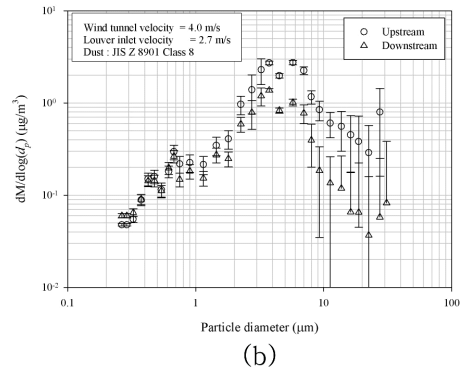 Wind tunnel velocity = 4.0 m/s
Louver inlet velocity = 2.7 m/s
Dust : JIS Z 8901 Class 8
Upstream
Downstream
dM/dlog(dp) (μg/m³)
10¹
10⁰
10⁻¹
10⁻²
0.1 1 10 100
Particle diameter (μm)
(b)